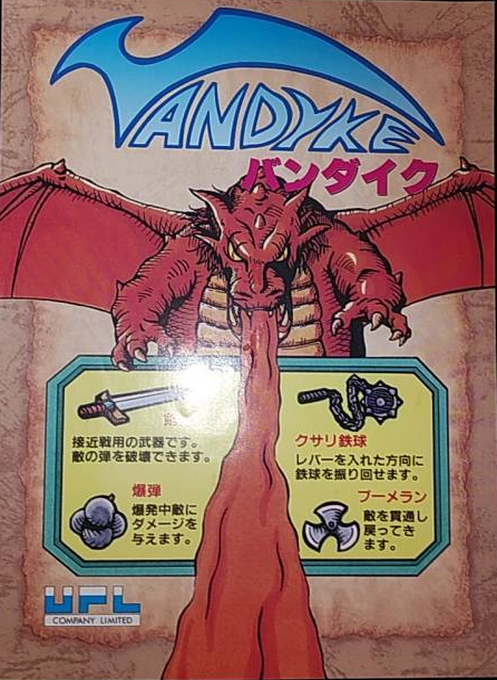 VANDYKE
バンダイク
剣
接近戦用の武器です。
敵の弾を破壊できます。
クサリ鉄球
レバーを入れた方向に
鉄球を振り回せます。
爆弾
爆発中敵に
ダメージを
与えます。
ブーメラン
敵を貫通し
戻ってき
ます。
UPL
COMPANY LIMITED